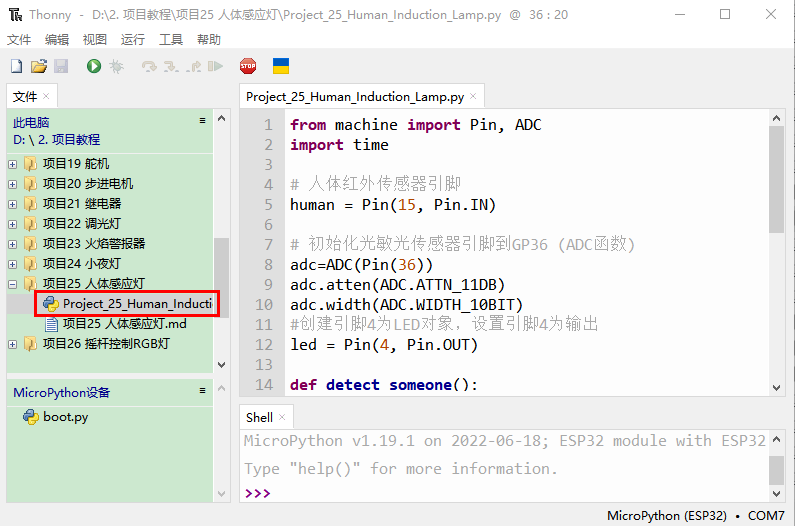 Thonny - D:\2. 项目教程\项目25 人体感应灯\Project_25_Human_Induction_Lamp.py @ 36 : 20
文件 编辑 视图 运行 工具 帮助
STOP
文件 ×
此电脑
D: \ 2. 项目教程
项目19 舵机
项目20 步进电机
项目21 继电器
项目22 调光灯
项目23 火焰警报器
项目24 小夜灯
项目25 人体感应灯
Project_25_Human_Inducti
项目25 人体感应灯.md
项目26 摇杆控制RGB灯
MicroPython设备
boot.py
Project_25_Human_Induction_Lamp.py ×
1 from machine import Pin, ADC
2 import time
3
4 # 人体红外传感器引脚
5 human = Pin(15, Pin.IN)
6
7 # 初始化光敏光传感器引脚到GP36 (ADC函数)
8 adc=ADC(Pin(36))
9 adc.atten(ADC.ATTN_11DB)
10 adc.width(ADC.WIDTH_10BIT)
11 #创建引脚4为LED对象，设置引脚4为输出
12 led = Pin(4, Pin.OUT)
13
14 def detect_someone():
Shell ×
MicroPython v1.19.1 on 2022-06-18; ESP32 module with ESP32
Type "help()" for more information.
>>>
MicroPython (ESP32) • COM7